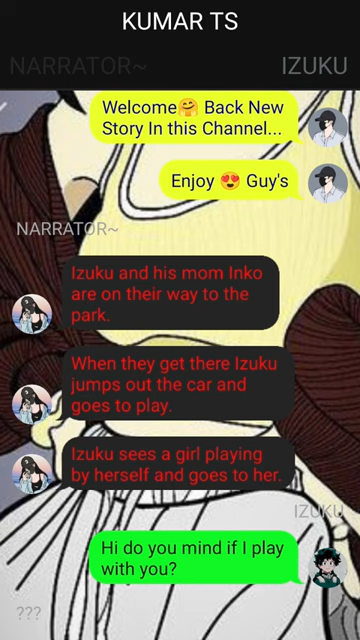 KUMAR TS
NARRATOR~
IZUKU
Welcome🤗 Back New
Story In this Channel...
Enjoy 😍 Guy's
NARRATOR~
Izuku and his mom Inko
are on their way to the
park.
When they get there Izuku
jumps out the car and
goes to play.
Izuku sees a girl playing
by herself and goes to her.
IZUKU
Hi do you mind if I play
with you?
???